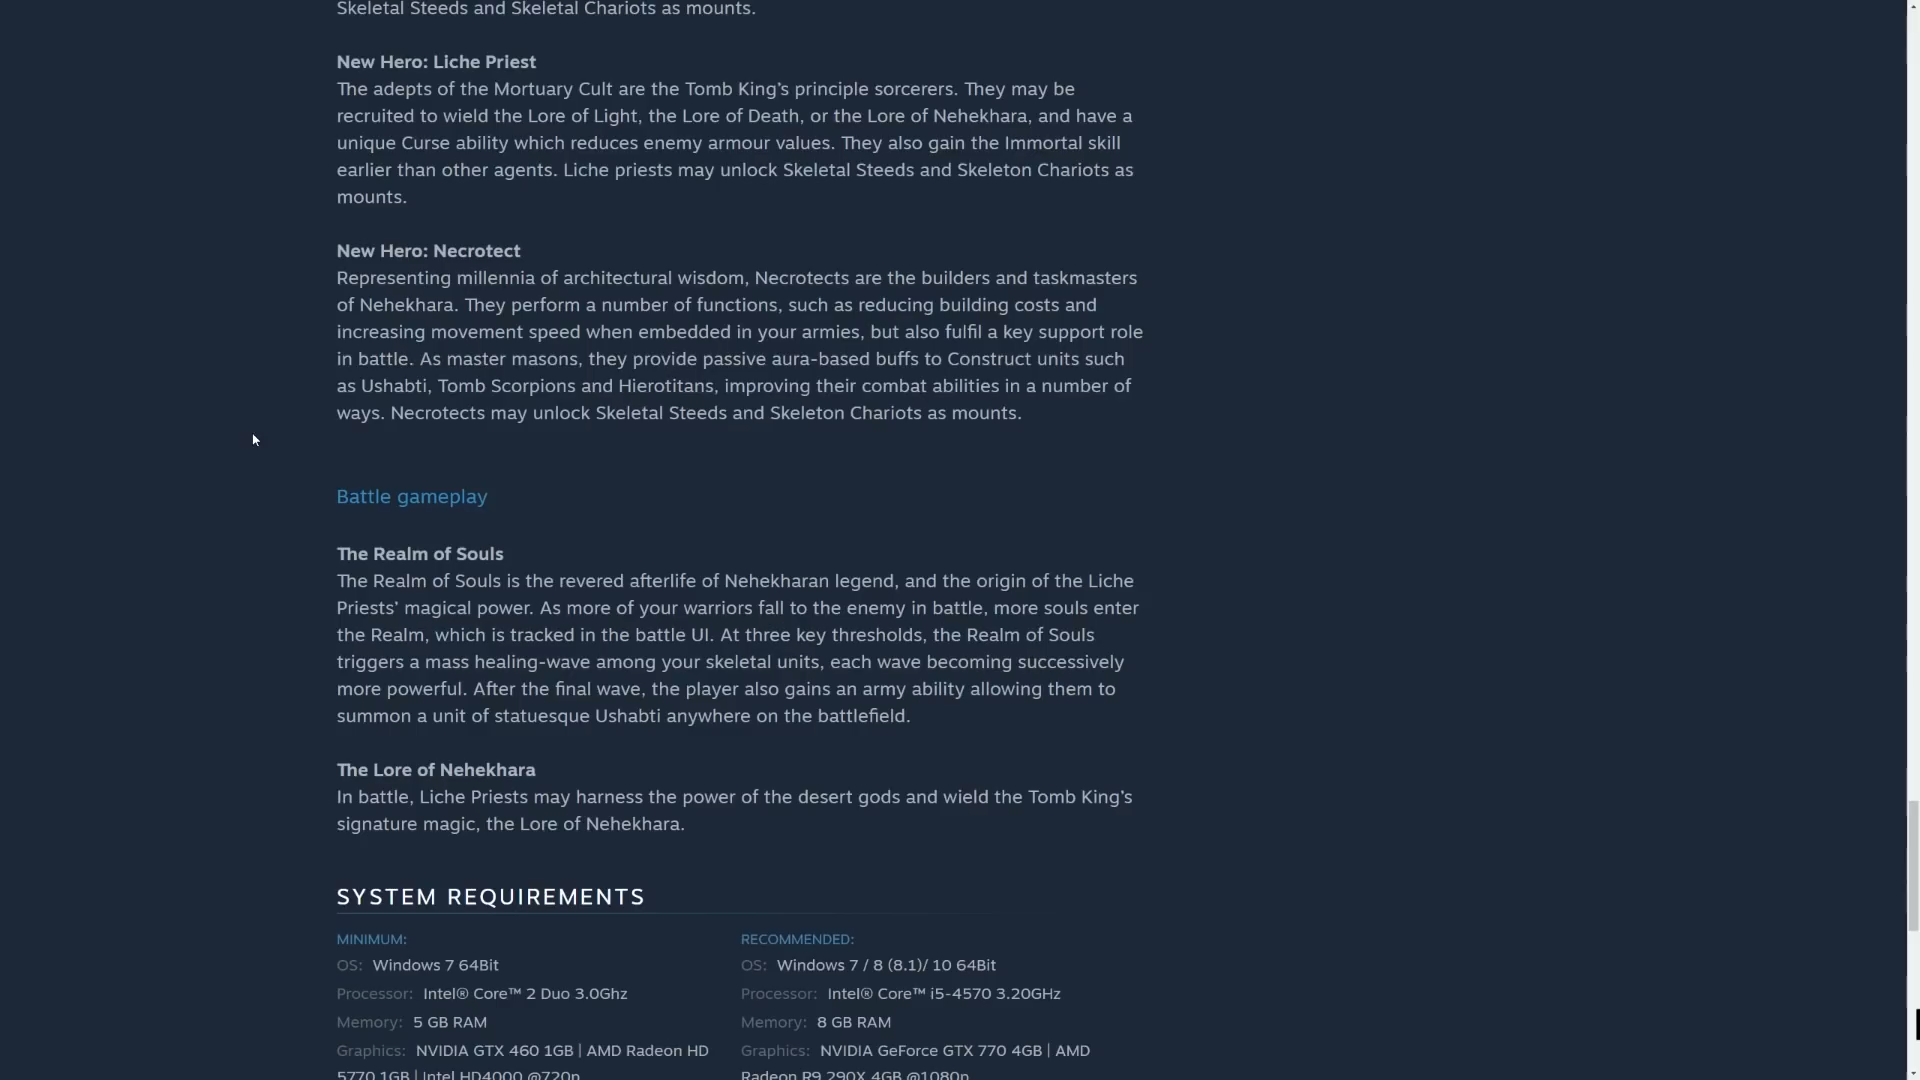 Skeletal Steeds and Skeletal Chariots as mounts.
New Hero: Liche Priest
The adepts of the Mortuary Cult are the Tomb King’s principle sorcerers. They may be
recruited to wield the Lore of Light, the Lore of Death, or the Lore of Nehekhara, and have a
unique Curse ability which reduces enemy armour values. They also gain the Immortal skill
earlier than other agents. Liche priests may unlock Skeletal Steeds and Skeleton Chariots as
mounts.
New Hero: Necrotect
Representing millennia of architectural wisdom, Necrotects are the builders and taskmasters
of Nehekhara. They perform a number of functions, such as reducing building costs and
increasing movement speed when embedded in your armies, but also fulfil a key support role
in battle. As master masons, they provide passive aura-based buffs to Construct units such
as Ushabti, Tomb Scorpions and Hierotitans, improving their combat abilities in a number of
ways. Necrotects may unlock Skeletal Steeds and Skeleton Chariots as mounts.
Battle gameplay
The Realm of Souls
The Realm of Souls is the revered afterlife of Nehekharan legend, and the origin of the Liche
Priests’ magical power. As more of your warriors fall to the enemy in battle, more souls enter
the Realm, which is tracked in the battle UI. At three key thresholds, the Realm of Souls
triggers a mass healing-wave among your skeletal units, each wave becoming successively
more powerful. After the final wave, the player also gains an army ability allowing them to
summon a unit of statuesque Ushabti anywhere on the battlefield.
The Lore of Nehekhara
In battle, Liche Priests may harness the power of the desert gods and wield the Tomb King’s
signature magic, the Lore of Nehekhara.
SYSTEM REQUIREMENTS
MINIMUM:
OS: Windows 7 64Bit
Processor: Intel® Core™ 2 Duo 3.0Ghz
Memory: 5 GB RAM
Graphics: NVIDIA GTX 460 1GB | AMD Radeon HD
5770 1GB | Intel HD4000 @720p
RECOMMENDED:
OS: Windows 7 / 8 (8.1)/ 10 64Bit
Processor: Intel® Core™ i5-4570 3.20GHz
Memory: 8 GB RAM
Graphics: NVIDIA GeForce GTX 770 4GB | AMD
Radeon R9 290X 4GB @1080p